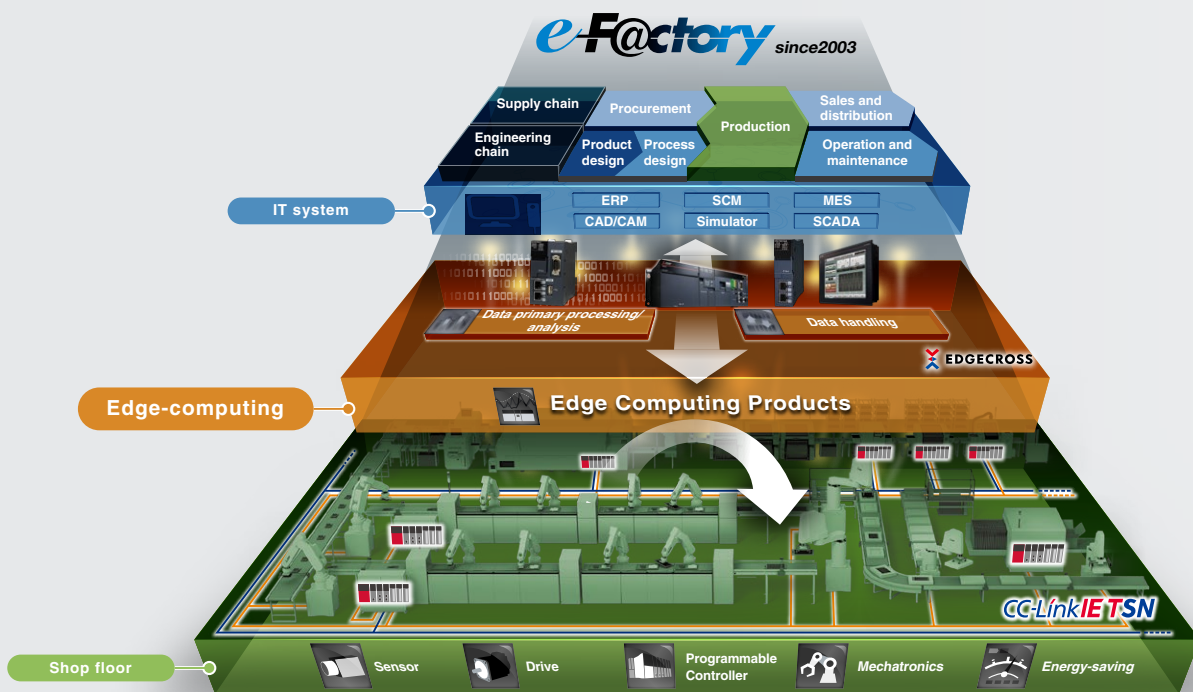 e-F@ctory since2003
Supply chain
Procurement
Production
Sales and
distribution
Engineering
chain
Product
design
Process
design
Operation and
maintenance
IT system
ERP
SCM
MES
CAD/CAM
Simulator
SCADA
Data primary processing/
analysis
Data handling
EDGECROSS
Edge-computing
Edge Computing Products
CC-Link IE TSN
Shop floor
Sensor
Drive
Programmable
Controller
Mechatronics
Energy-saving